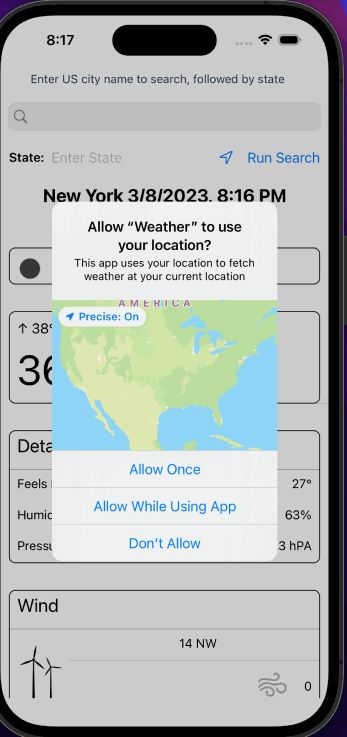 8:17
Enter US city name to search, followed by state
State: Enter State Run Search
New York 3/8/2023, 8:16 PM
Allow “Weather” to use
your location?
This app uses your location to fetch
weather at your current location
AMERICA
Precise: On
↑ 38°
36
Allow Once
Allow While Using App
Don’t Allow
Deta
Feels 27°
Humid 63%
Pressu 3 hPA
Wind
14 NW
0